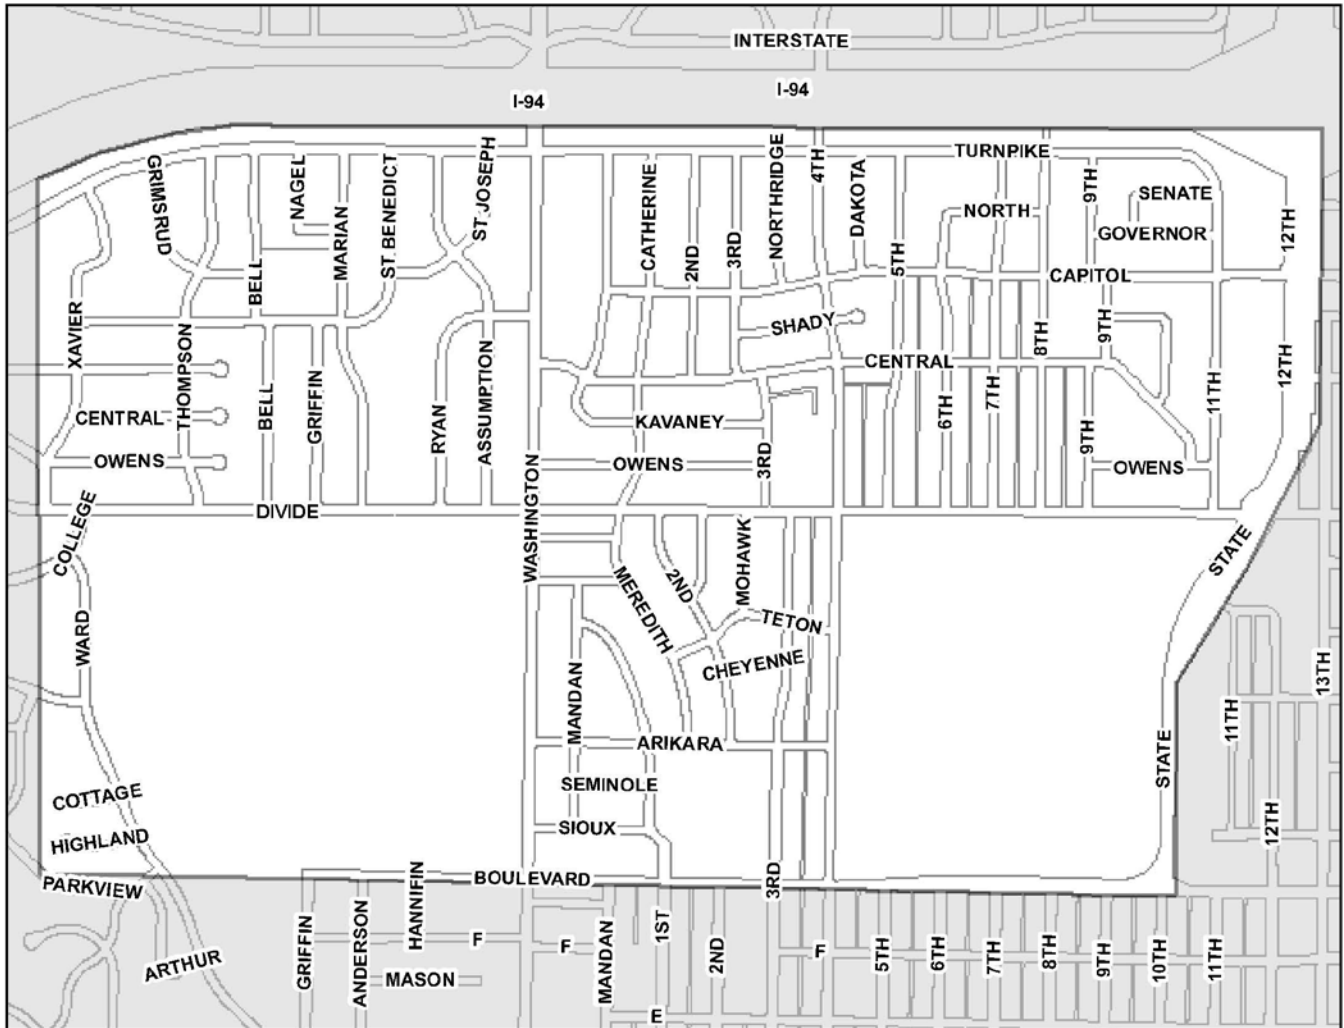 INTERSTATE
I-94
I-94
TURNPIKE
GRIMSRUD
NAGEL
MARIAN
ST. BENEDICT
ST. JOSEPH
CATHERINE
2ND
3RD
NORTHRIDGE
4TH
DAKOTA
5TH
NORTH
9TH
SENATE
GOVERNOR
12TH
BELL
CAPITOL
XAVIER
THOMPSON
SHADY
8TH
9TH
CENTRAL
12TH
BELL
GRIFFIN
RYAN
ASSUMPTION
6TH
7TH
11TH
CENTRAL
KAVANEY
9TH
OWENS
OWENS
3RD
OWENS
DIVIDE
WASHINGTON
COLLEGE
MOHAWK
STATE
2ND
MEREDITH
WARD
TETON
CHEYENNE
MANDAN
13TH
11TH
ARIKARA
STATE
SEMINOLE
COTTAGE
SIOUX
12TH
HIGHLAND
PARKVIEW
BOULEVARD
3RD
HANNIFIN
GRIFFIN
ANDERSON
F
F
MANDAN
1ST
2ND
F
5TH
6TH
7TH
8TH
9TH
10TH
11TH
ARTHUR
MASON
E